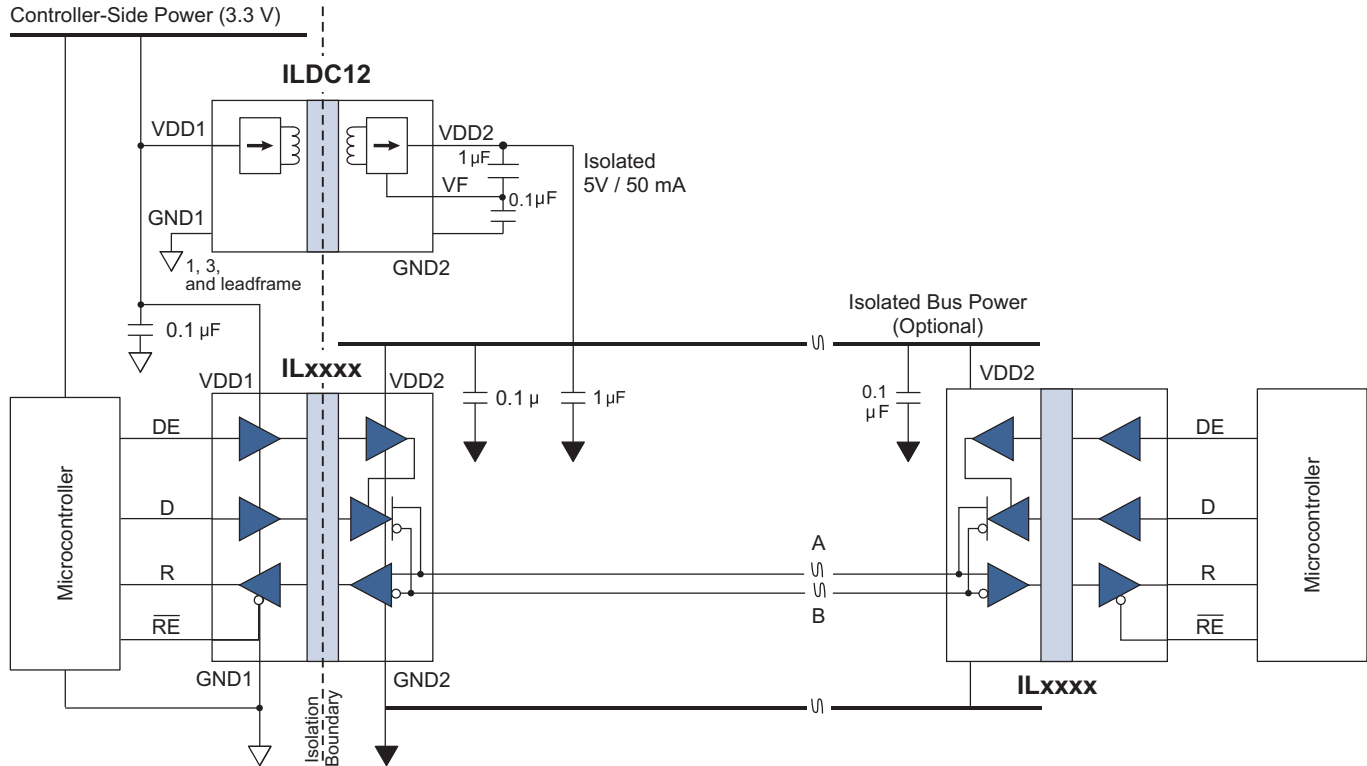 Controller-Side Power (3.3 V)
ILDC12
VDD1
VDD2
1 µF
VF
0.1µF
Isolated
5V / 50 mA
GND1
1, 3,
and leadframe
GND2
0.1 µF
Isolated Bus Power
(Optional)
ILxxxx
VDD1
VDD2
0.1 µ
1µF
0.1
µF
VDD2
Microcontroller
DE
D
R
RE
A
B
DE
D
R
RE
Microcontroller
GND1
GND2
Isolation
Boundary
ILxxxx